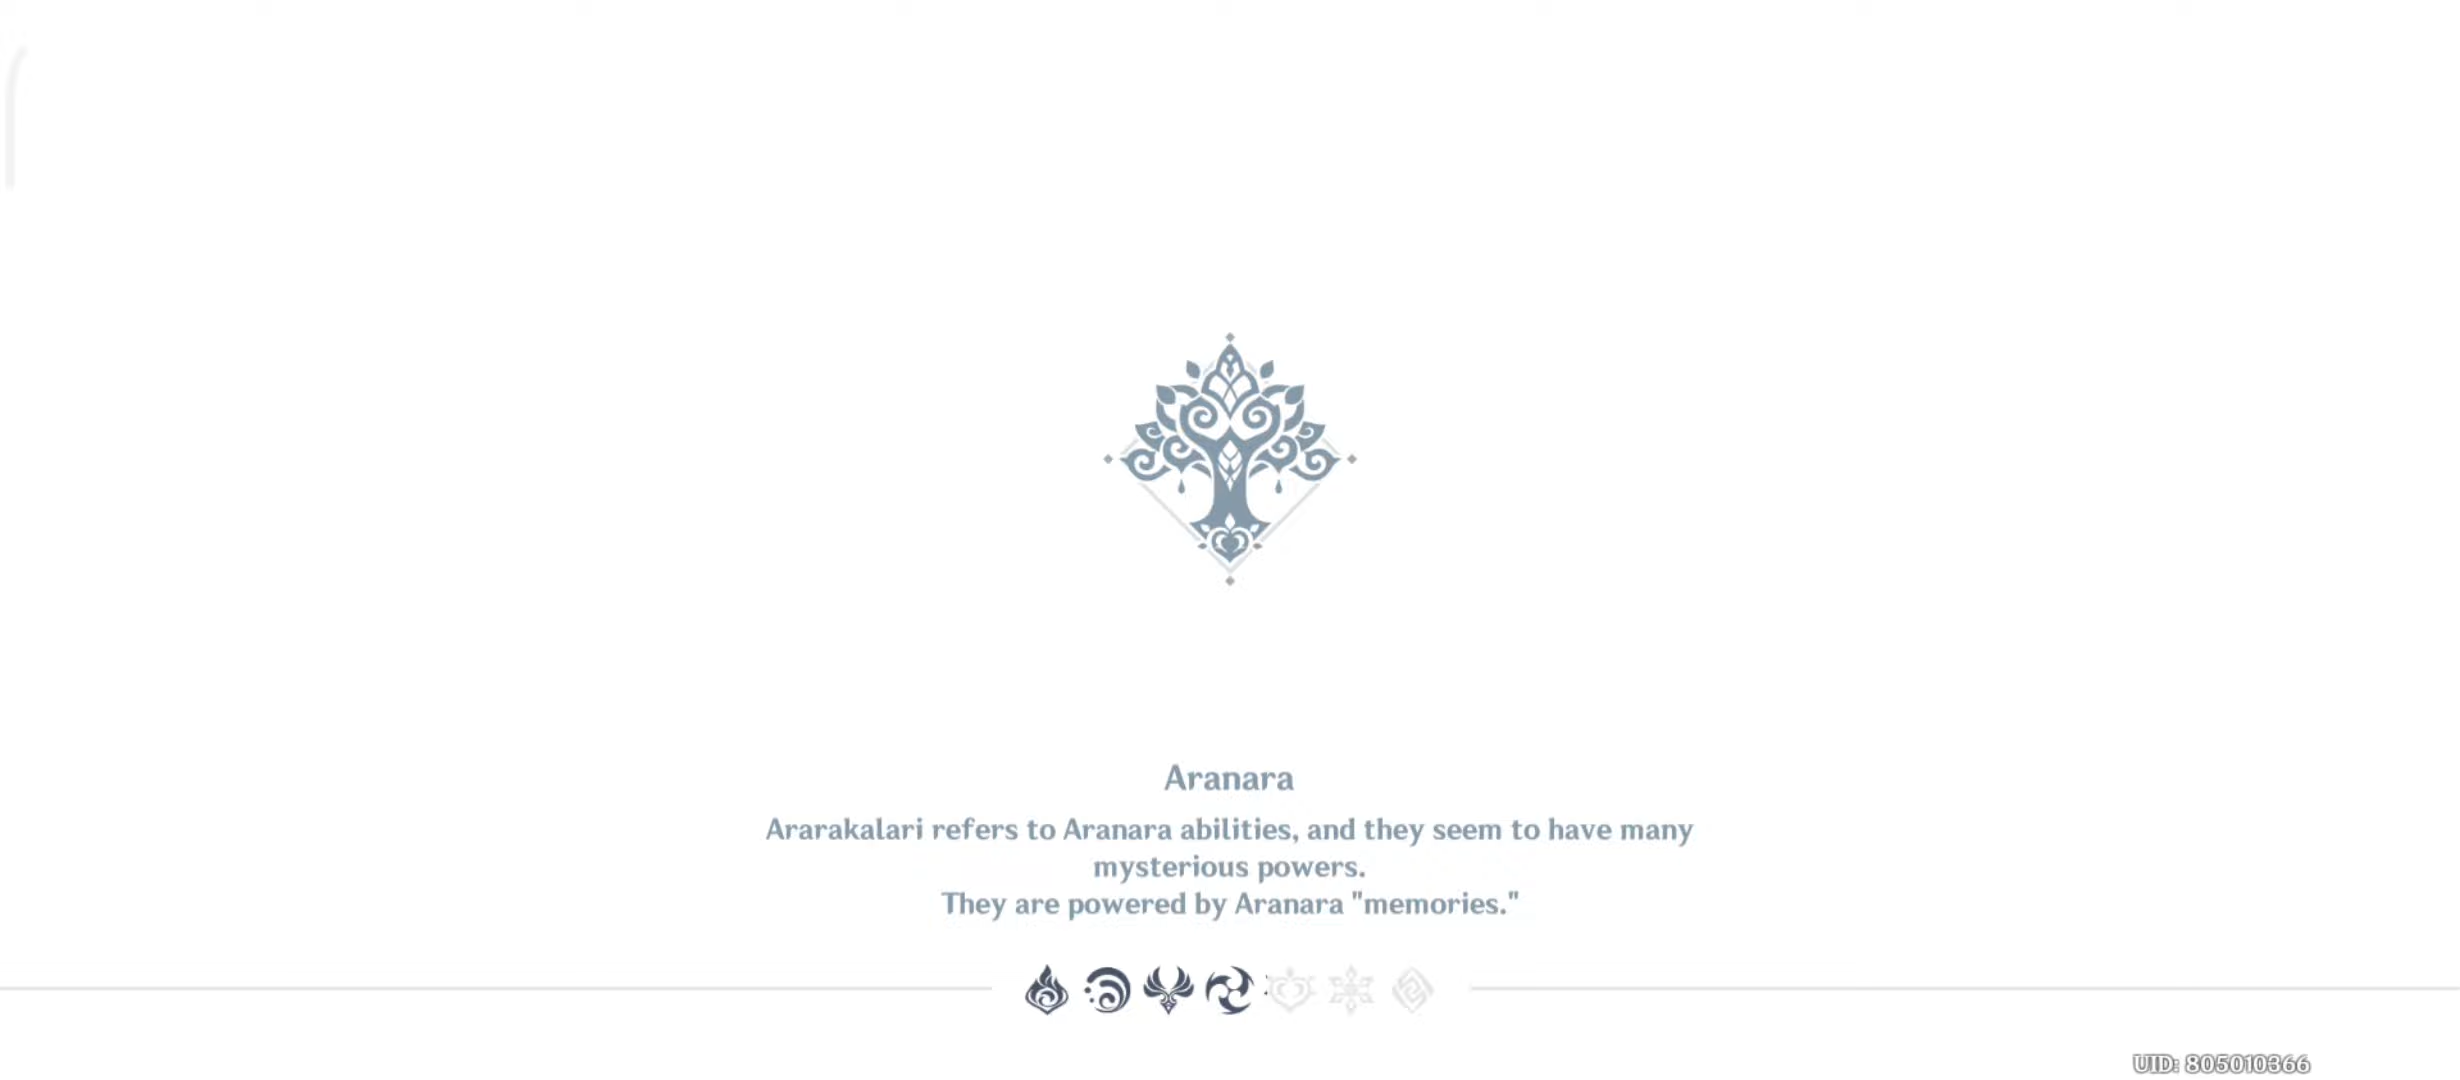 Aranara
Ararakalari refers to Aranara abilities, and they seem to have many
mysterious powers.
They are powered by Aranara "memories."
UID: 805010366